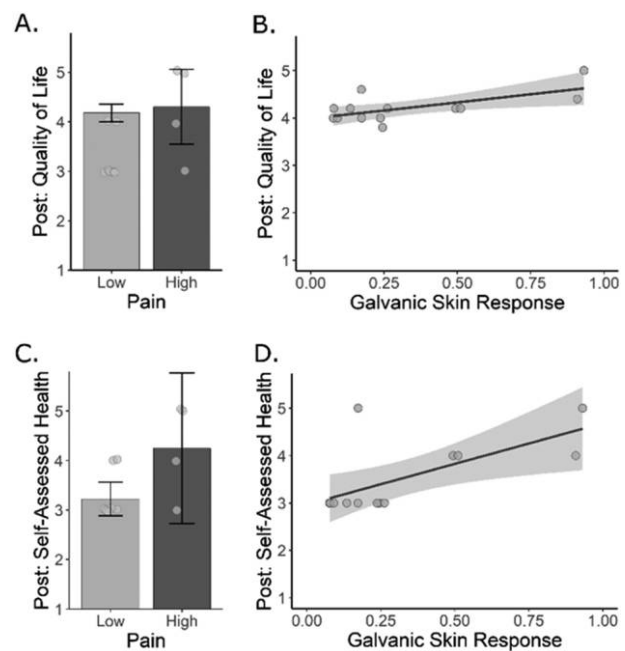 A.
Post: Quality of Life
5
4
3
2
1
Low
High
Pain
B.
Post: Quality of Life
5
4
3
2
1
0.00
0.25
0.50
0.75
1.00
Galvanic Skin Response
C.
Post: Self-Assessed Health
5
4
3
2
1
Low
High
Pain
D.
Post: Self-Assessed Health
5
4
3
2
1
0.00
0.25
0.50
0.75
1.00
Galvanic Skin Response